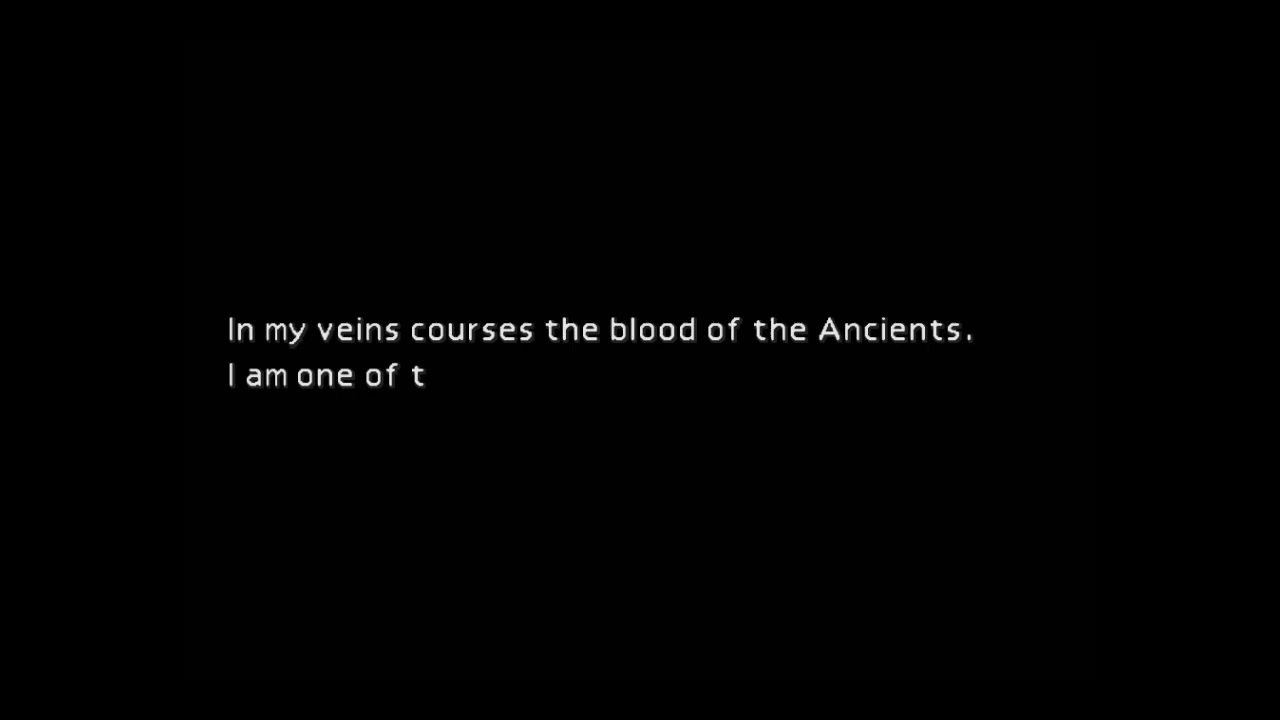 In my veins courses the blood of the Ancients.
I am one of t